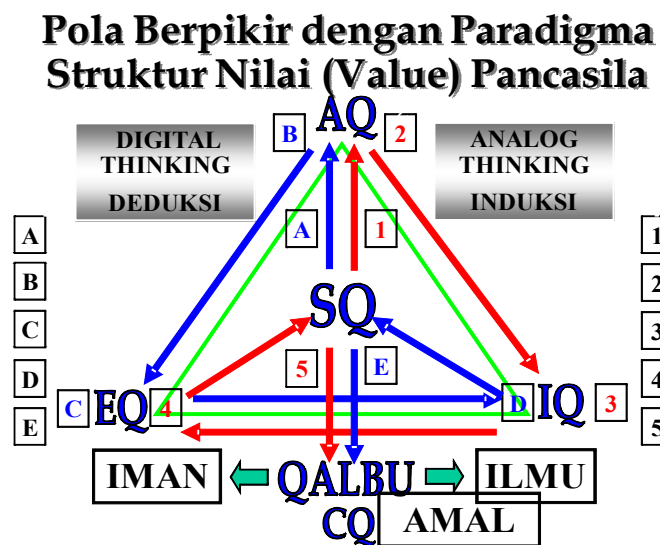 Pola Berpikir dengan Paradigma
Struktur Nilai (Value) Pancasila
AQ
B
2
DIGITAL
THINKING
DEDUKSI
ANALOG
THINKING
INDUKSI
A
1
A
B
C
D
E
1
2
3
4
5
SQ
5
E
C
EQ
4
D
IQ
3
IMAN
QALBU
ILMU
CQ
AMAL